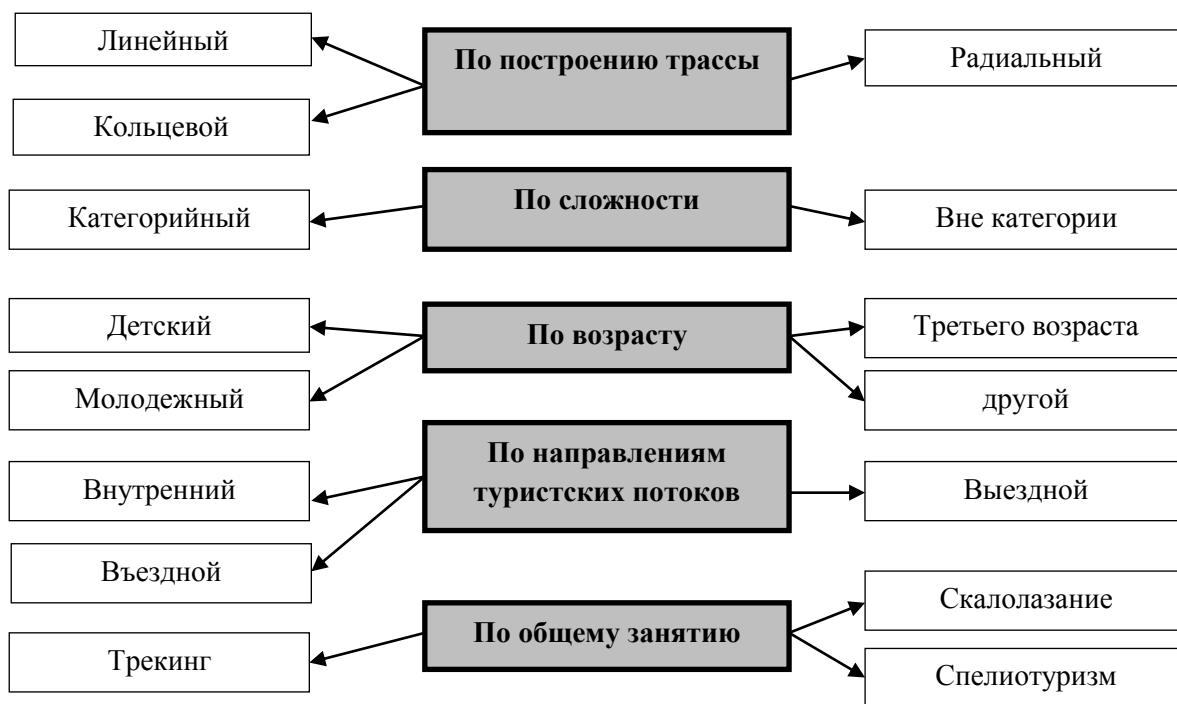 Линейный
По построению трассы
Радиальный
Кольцевой
Категорийный
По сложности
Вне категории
Детский
По возрасту
Третьего возраста
Молодежный
другой
По направлениям
туристских потоков
Внутренний
Выездной
Въездной
По общему занятию
Скалолазание
Трекинг
Спелиотуризм